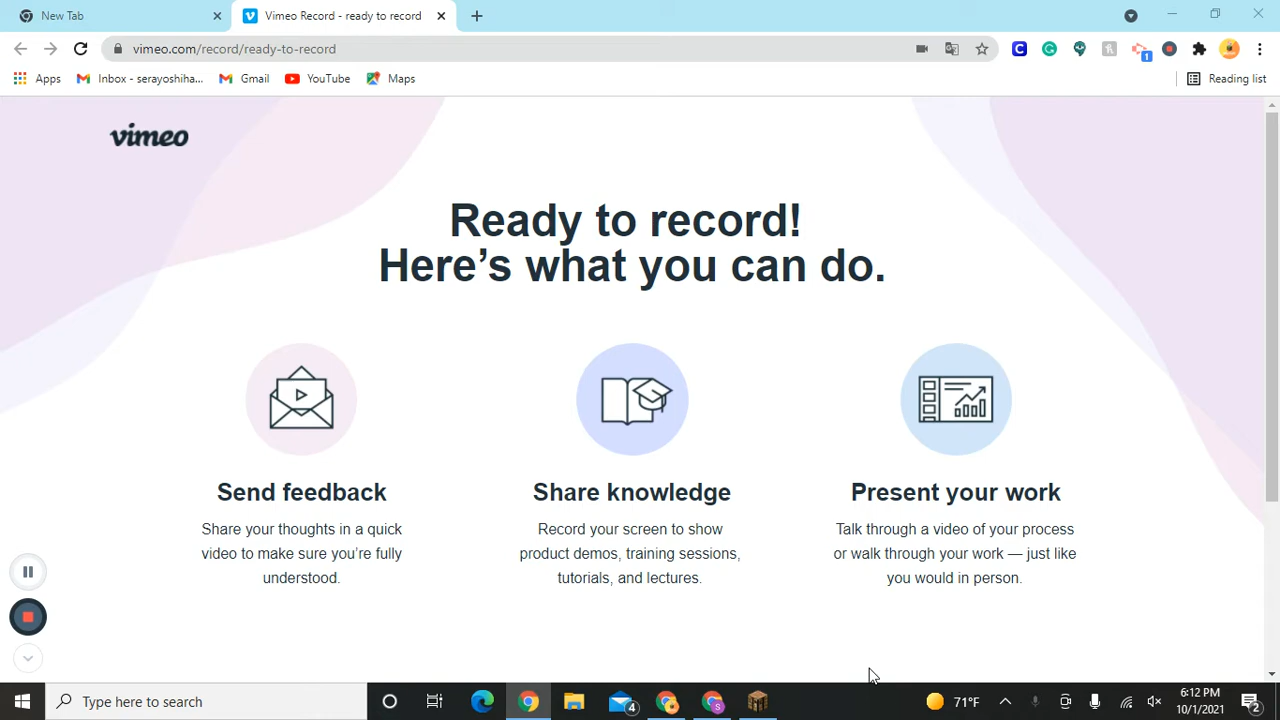 New Tab
Vimeo Record - ready to record
vimeo.com/record/ready-to-record
1
Apps
Inbox - serayoshiha...
Gmail
YouTube
Maps
Reading list
vimeo
Ready to record!
Here's what you can do.
Send feedback
Share your thoughts in a quick
video to make sure you're fully
understood.
Share knowledge
Record your screen to show
product demos, training sessions,
tutorials, and lectures.
Present your work
Talk through a video of your process
or walk through your work — just like
you would in person.
Type here to search
4
S
71°F
6:12 PM
10/1/2021
2